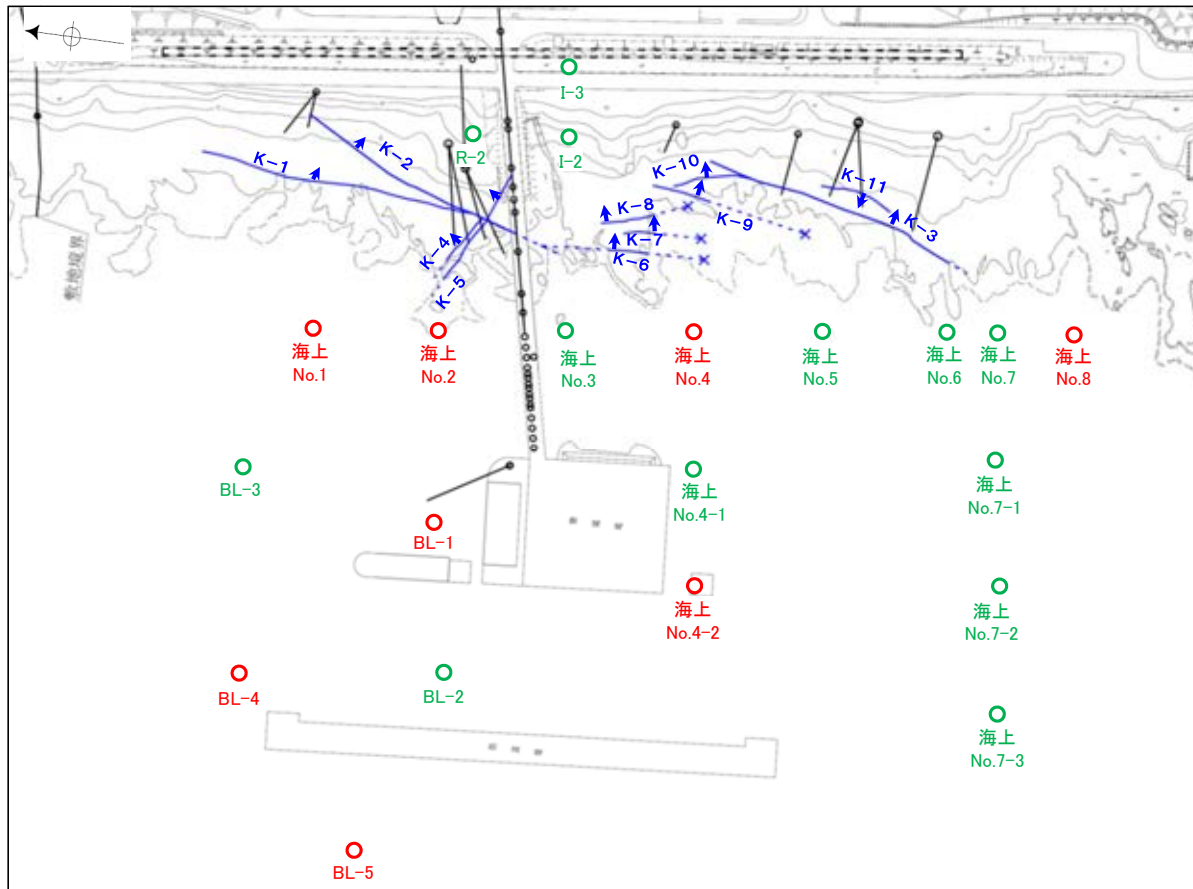 I-3
I-2
R-2
K-1
K-2
K-10
K-11
K-8
K-9
K-3
K-7
K-6
K-4
K-5
敷地境界
海上
No.1
海上
No.2
海上
No.3
海上
No.4
海上
No.5
海上
No.6
海上
No.7
海上
No.8
BL-3
海上
No.4-1
海上
No.7-1
BL-1
海上
No.4-2
海上
No.7-2
BL-4
BL-2
海上
No.7-3
BL-5